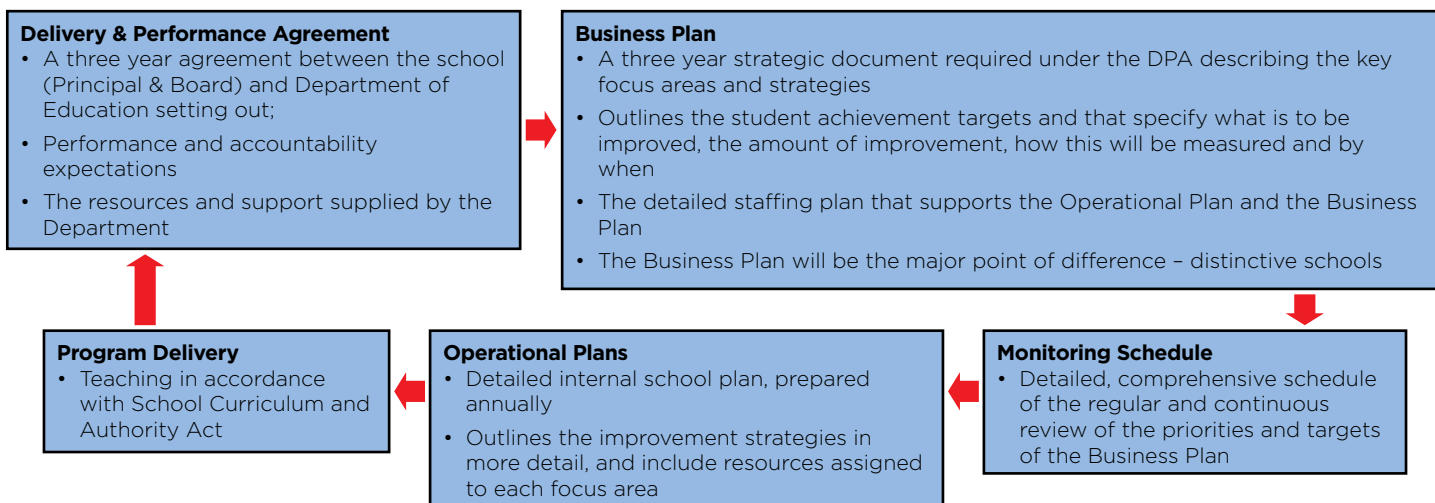 Delivery & Performance Agreement
• A three year agreement between the school
(Principal & Board) and Department of
Education setting out;
• Performance and accountability
expectations
• The resources and support supplied by the
Department
Business Plan
• A three year strategic document required under the DPA describing the key
focus areas and strategies
• Outlines the student achievement targets and that specify what is to be
improved, the amount of improvement, how this will be measured and by
when
• The detailed staffing plan that supports the Operational Plan and the Business
Plan
• The Business Plan will be the major point of difference – distinctive schools
Program Delivery
• Teaching in accordance
with School Curriculum and
Authority Act
Operational Plans
• Detailed internal school plan, prepared
annually
• Outlines the improvement strategies in
more detail, and include resources assigned
to each focus area
Monitoring Schedule
• Detailed, comprehensive schedule
of the regular and continuous
review of the priorities and targets
of the Business Plan